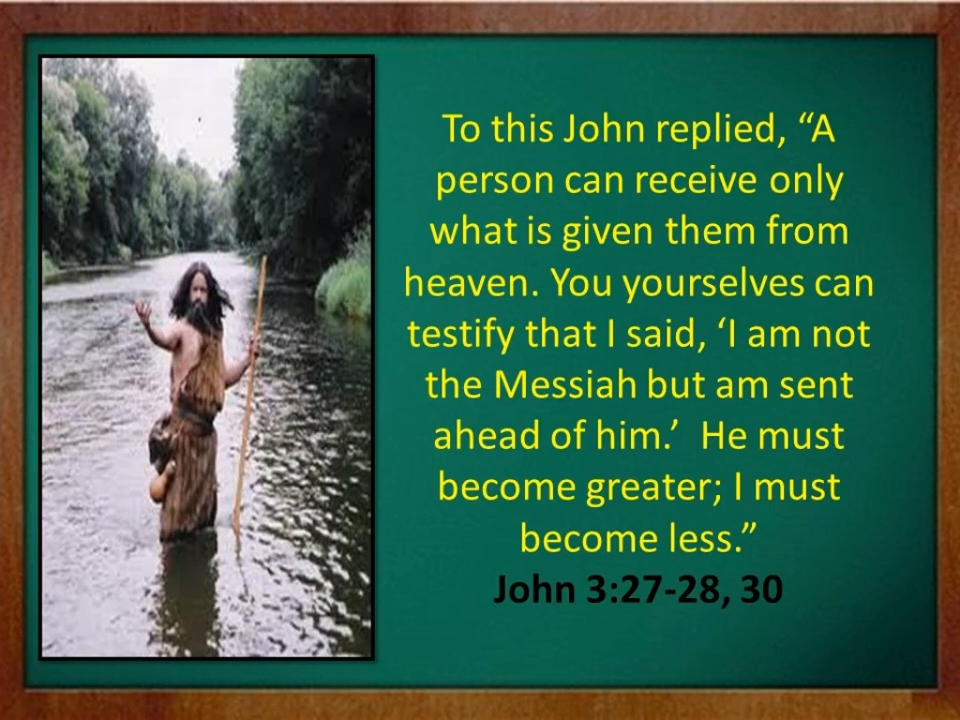 To this John replied, “A
person can receive only
what is given them from
heaven. You yourselves can
testify that I said, ‘I am not
the Messiah but am sent
ahead of him.’  He must
become greater; I must
become less.”
John 3:27-28, 30